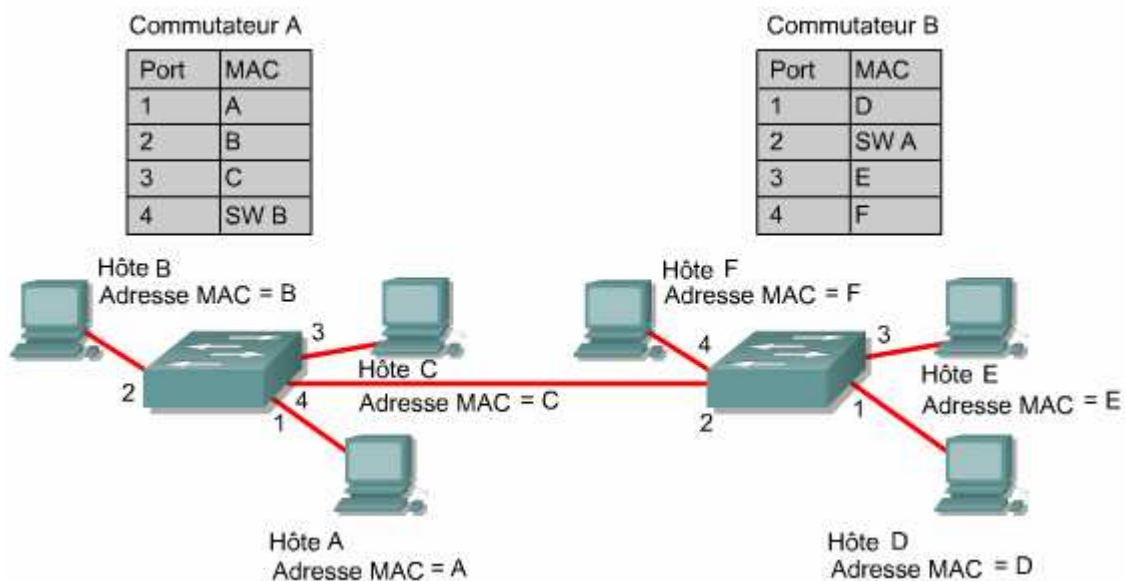 Commutateur A
Port MAC
1 A
2 B
3 C
4 SW B
Commutateur B
Port MAC
1 D
2 SW A
3 E
4 F
Hôte B
Adresse MAC = B
2
3
4
1
Hôte C
Adresse MAC = C
Hôte A
Adresse MAC = A
Hôte F
Adresse MAC = F
4
2
3
1
Hôte E
Adresse MAC = E
Hôte D
Adresse MAC = D